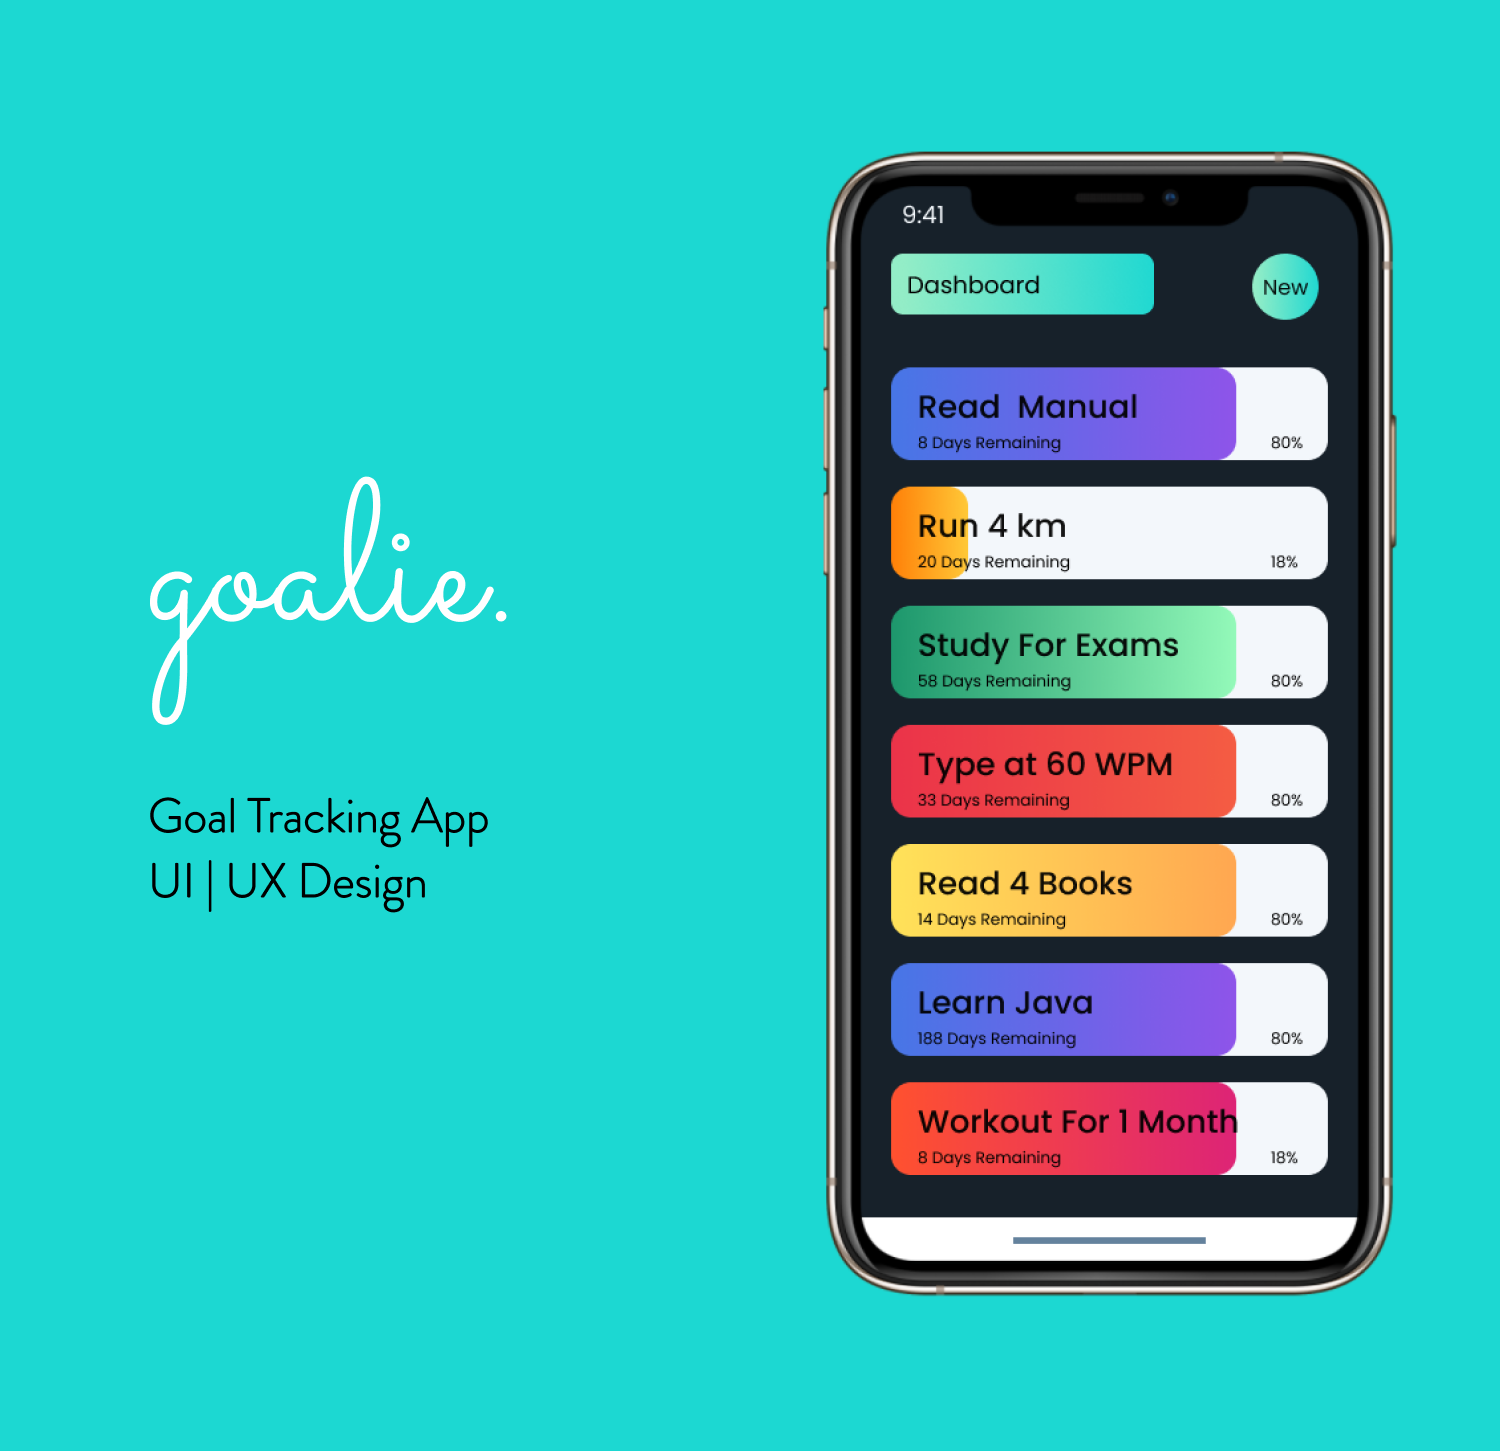 goalie.
Goal Tracking App
UI | UX Design
9:41
Dashboard
New
Read  Manual
8 Days Remaining
80%
Run 4 km
20 Days Remaining
18%
Study For Exams
58 Days Remaining
80%
Type at 60 WPM
33 Days Remaining
80%
Read 4 Books
14 Days Remaining
80%
Learn Java
188 Days Remaining
80%
Workout For 1 Month
8 Days Remaining
18%